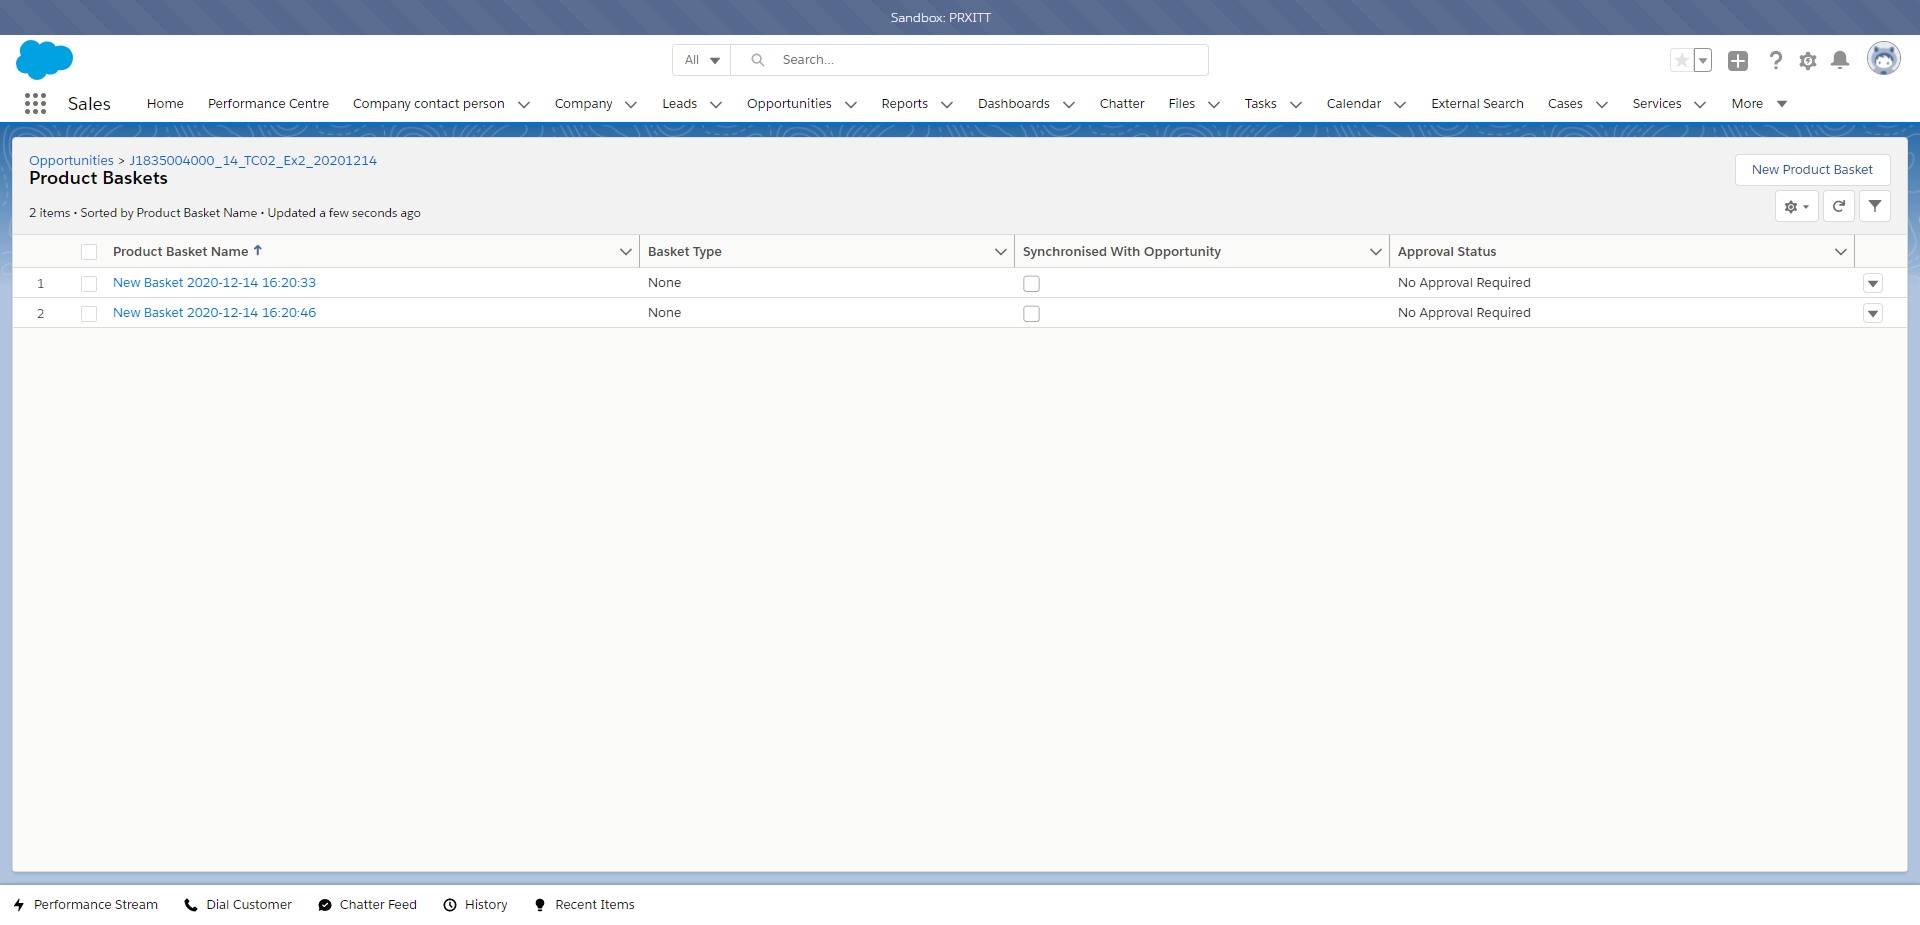 Sandbox: PRXITT
All
Search...
Sales Home Performance Centre Company contact person Company Leads Opportunities Reports Dashboards Chatter Files Tasks Calendar External Search Cases Services More
Opportunities > J1835004000_14_TC02_Ex2_20201214
Product Baskets
New Product Basket
2 items • Sorted by Product Basket Name • Updated a few seconds ago
Product Basket Name Basket Type Synchronised With Opportunity Approval Status
1 New Basket 2020-12-14 16:20:33 None No Approval Required
2 New Basket 2020-12-14 16:20:46 None No Approval Required
Performance Stream Dial Customer Chatter Feed History Recent Items